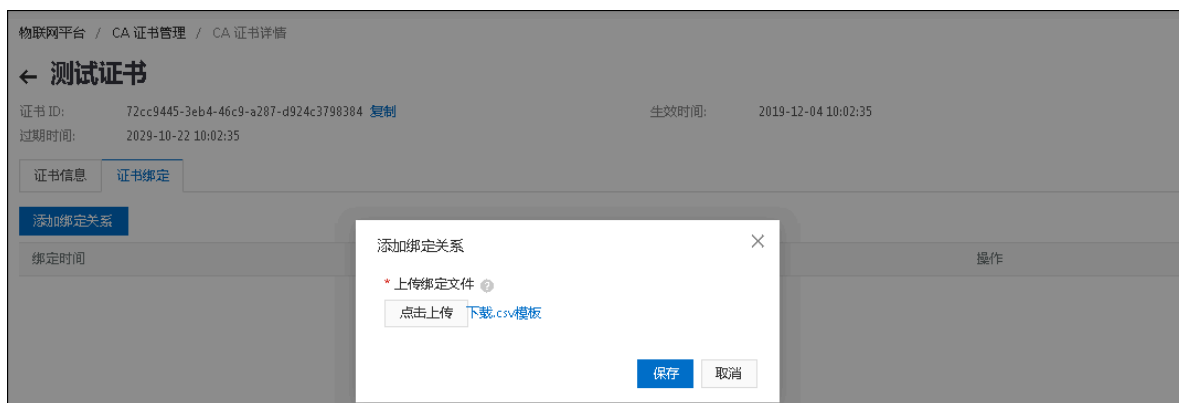 物联网平台 / CA 证书管理 / CA 证书详情
← 测试证书
证书 ID: 72cc9445-3eb4-46c9-a287-d924c3798384 复制 生效时间: 2019-12-04 10:02:35
过期时间: 2029-10-22 10:02:35
证书信息 证书绑定
添加绑定关系
绑定时间 操作
添加绑定关系
* 上传绑定文件
点击上传 下载.csv模板
保存 取消